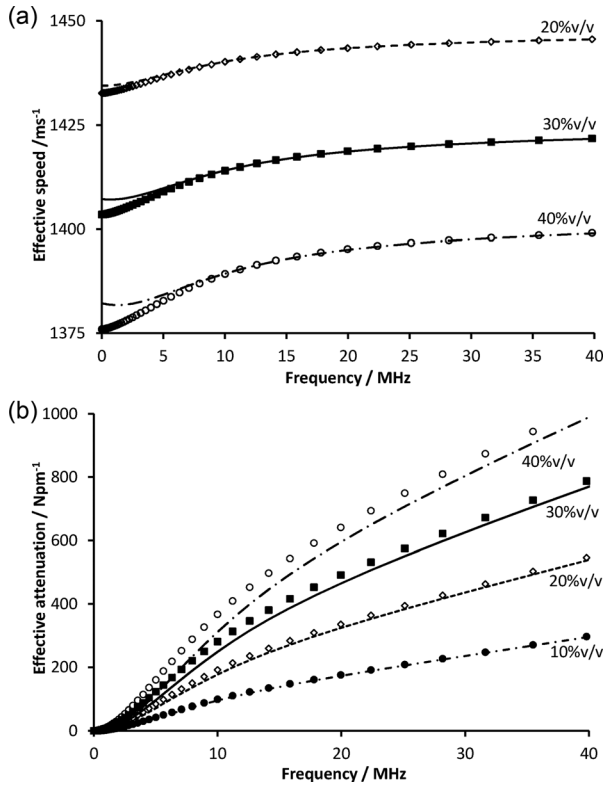 (a)
1450
1425
1400
1375
Effective speed /ms⁻¹
20%v/v
30%v/v
40%v/v
0 5 10 15 20 25 30 35 40
Frequency / MHz
(b)
1000
800
600
400
200
0
Effective attenuation / Npm⁻¹
40%v/v
30%v/v
20%v/v
10%v/v
0 10 20 30 40
Frequency / MHz